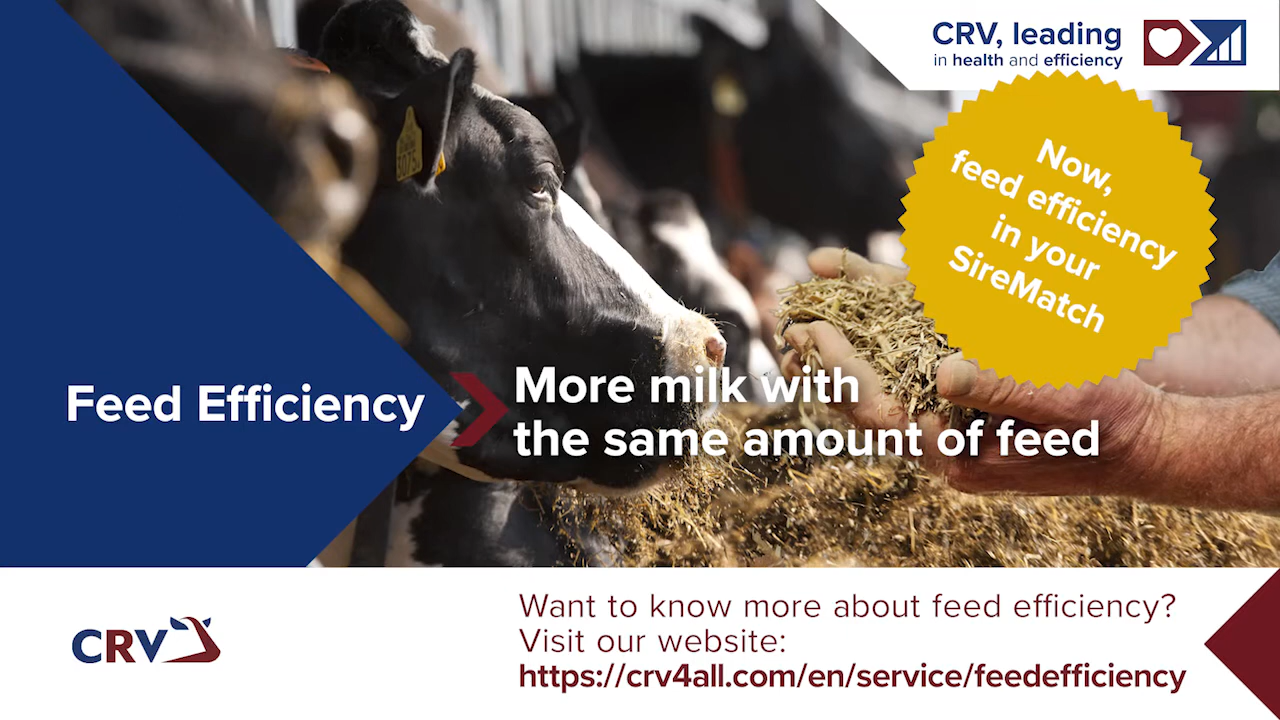 CRV, leading
in health and efficiency
Now,
feed efficiency
in your
SireMatch
Feed Efficiency
More milk with
the same amount of feed
CRV
Want to know more about feed efficiency?
Visit our website:
https://crv4all.com/en/service/feedefficiency